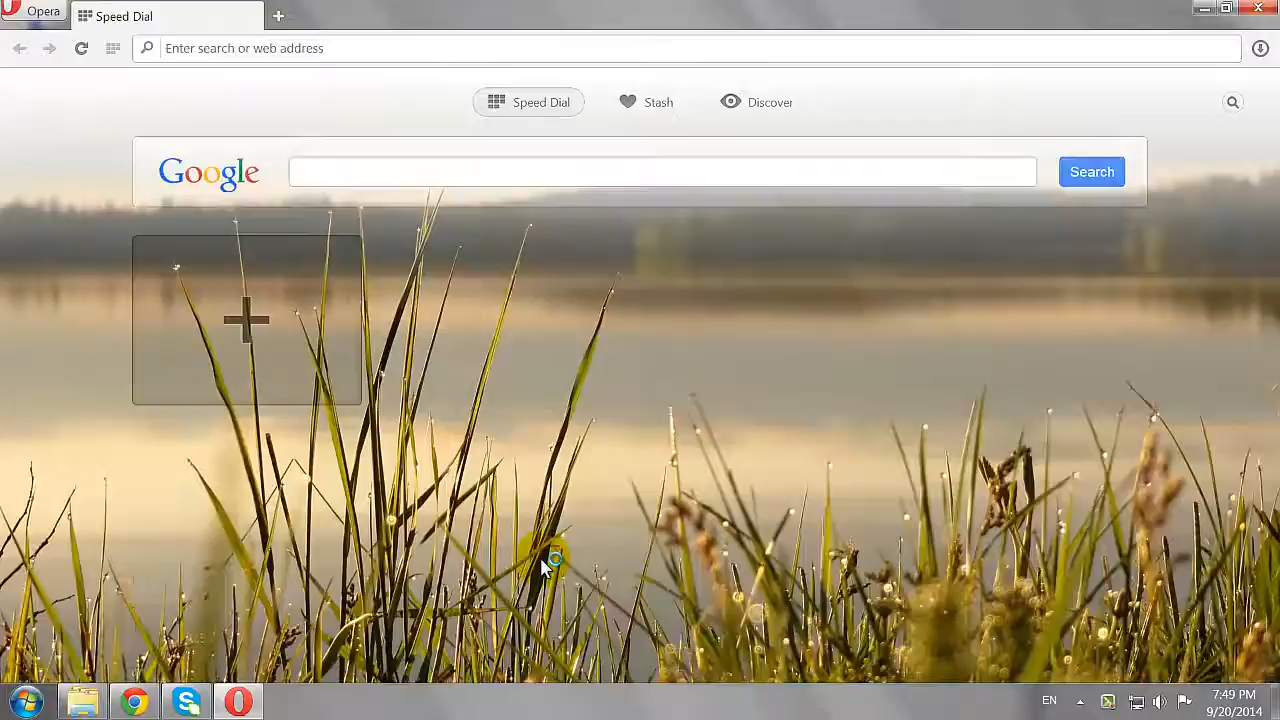 Opera
Speed Dial
Enter search or web address
Speed Dial
Stash
Discover
Google
Search
EN
7:49 PM
9/20/2014